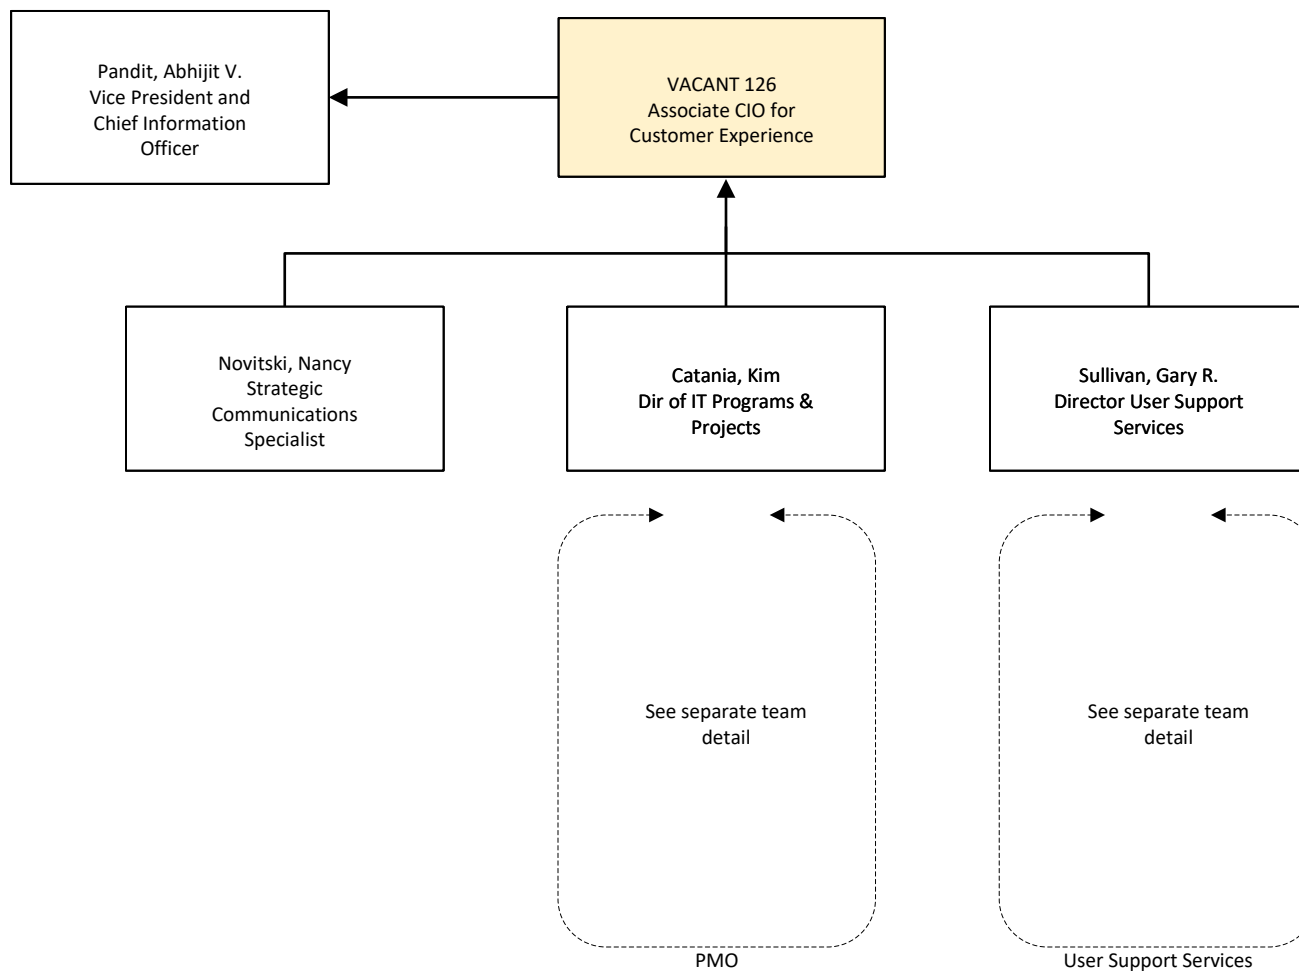 Pandit, Abhijit V.
Vice President and
Chief Information
Officer
VACANT 126
Associate CIO for
Customer Experience
Novitski, Nancy
Strategic
Communications
Specialist
Catania, Kim
Dir of IT Programs &
Projects
Sullivan, Gary R.
Director User Support
Services
See separate team
detail
See separate team
detail
PMO
User Support Services